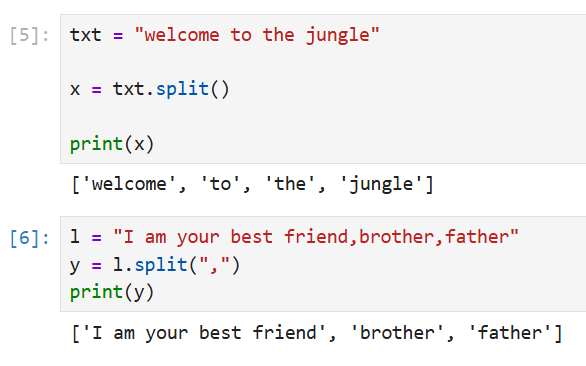 [5]: txt = "welcome to the jungle"
x = txt.split()
print(x)
['welcome', 'to', 'the', 'jungle']
[6]: l = "I am your best friend,brother,father"
y = l.split(",")
print(y)
['I am your best friend', 'brother', 'father']